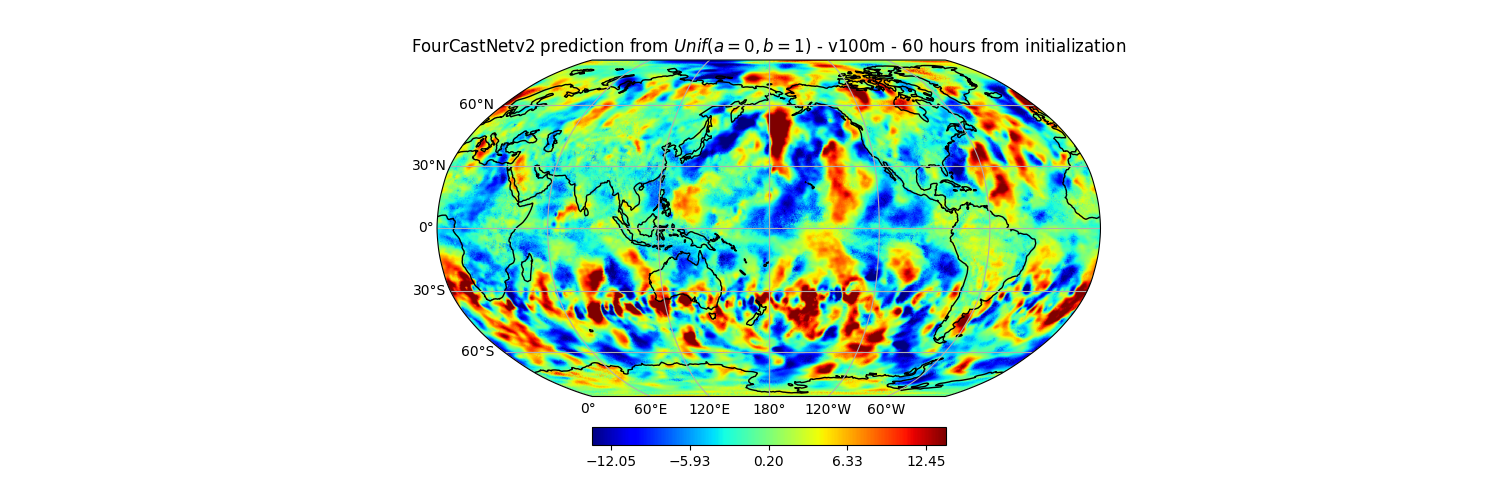 FourCastNetv2 prediction from Unif(a = 0, b = 1) - v100m - 60 hours from initialization
60°N
30°N
0°
30°S
60°S
0° 60°E 120°E 180° 120°W 60°W
−12.05 −5.93 0.20 6.33 12.45